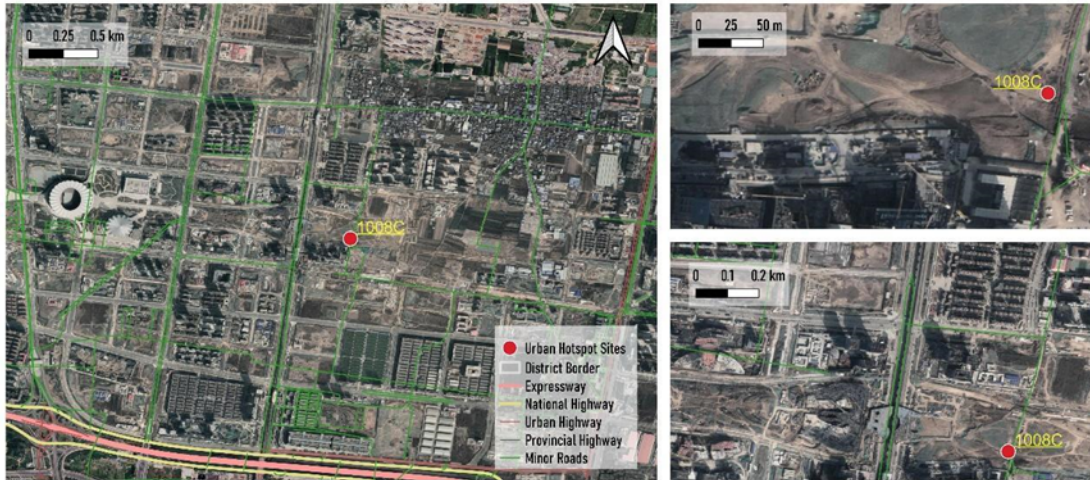 0 0.25 0.5 km
1008C
Urban Hotspot Sites
District Border
Expressway
National Highway
Urban Highway
Provincial Highway
Minor Roads
0 25 50 m
1008C
0 0.1 0.2 km
1008C